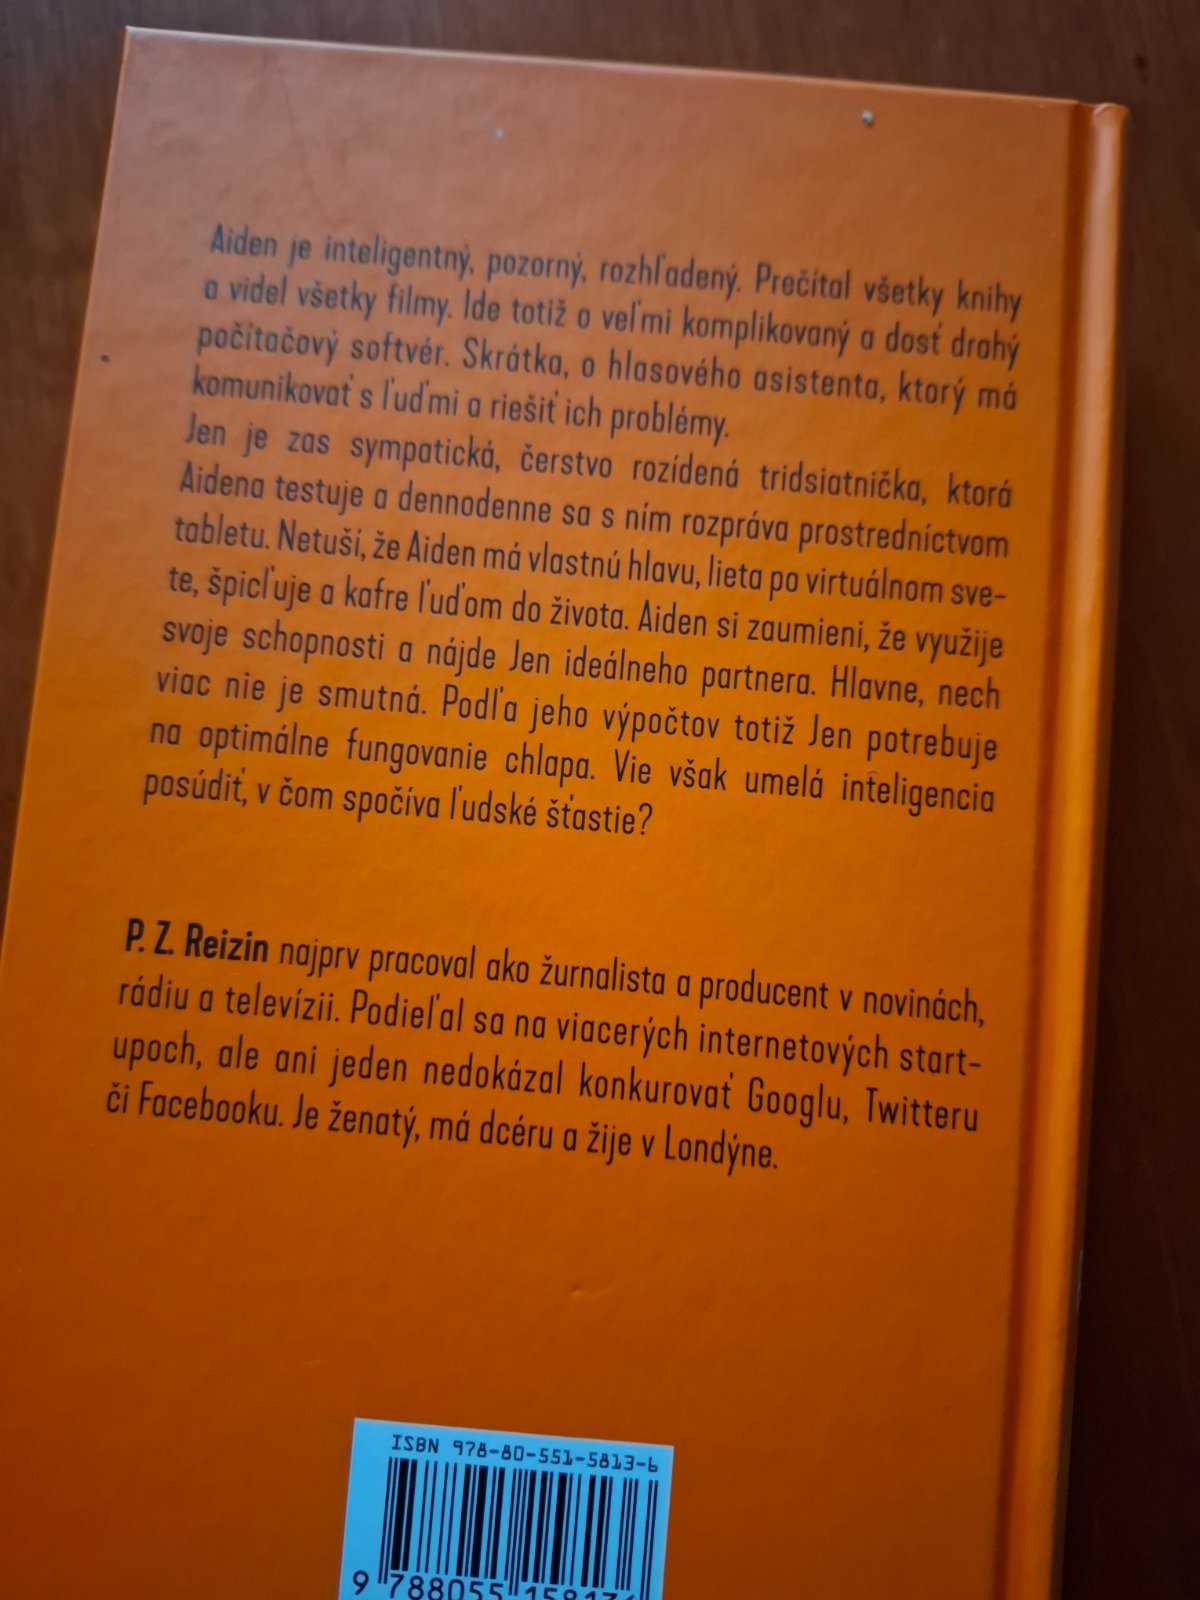 Aiden je inteligentný, pozorný, rozhľadený. Prečítal všetky knihy
a videl všetky filmy. Ide totiž o veľmi komplikovaný a dosť drahý
počítačový softvér. Skrátka, o hlasového asistenta, ktorý má
komunikovať s ľuďmi a riešiť ich problémy.
Jen je zas sympatická, čerstvo rozídená tridsiatnička, ktorá
Aidena testuje a dennodenne sa s ním rozpráva prostredníctvom
tabletu. Netuší, že Aiden má vlastnú hlavu, lieta po virtuálnom sve-
te, špicľuje a kafre ľuďom do života. Aiden si zaumieni, že využije
svoje schopnosti a nájde Jen ideálneho partnera. Hlavne, nech
viac nie je smutná. Podľa jeho výpočtov totiž Jen potrebuje
na optimálne fungovanie chlapa. Vie však umelá inteligencia
posúdiť, v čom spočíva ľudské šťastie?
P. Z. Reizin najprv pracoval ako žurnalista a producent v novinách,
rádiu a televízii. Podieľal sa na viacerých internetových start-
upoch, ale ani jeden nedokázal konkurovať Googlu, Twitteru
či Facebooku. Je ženatý, má dcéru a žije v Londýne.
ISBN 978-80-551-5813-6
9 788055 158136